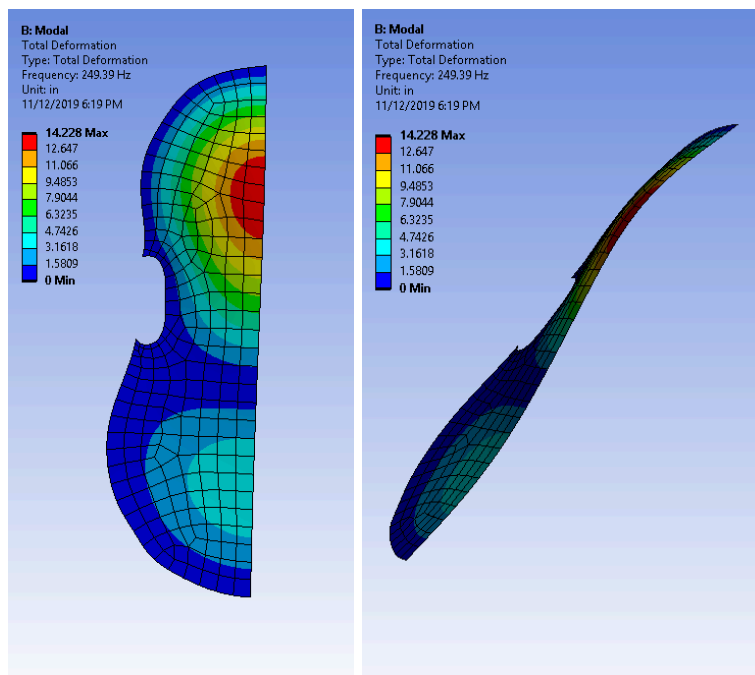 B: Modal
Total Deformation
Type: Total Deformation
Frequency: 249.39 Hz
Unit: in
11/12/2019 6:19 PM
14.228 Max
12.647
11.066
9.4853
7.9044
6.3235
4.7426
3.1618
1.5809
0 Min
B: Modal
Total Deformation
Type: Total Deformation
Frequency: 249.39 Hz
Unit: in
11/12/2019 6:19 PM
14.228 Max
12.647
11.066
9.4853
7.9044
6.3235
4.7426
3.1618
1.5809
0 Min